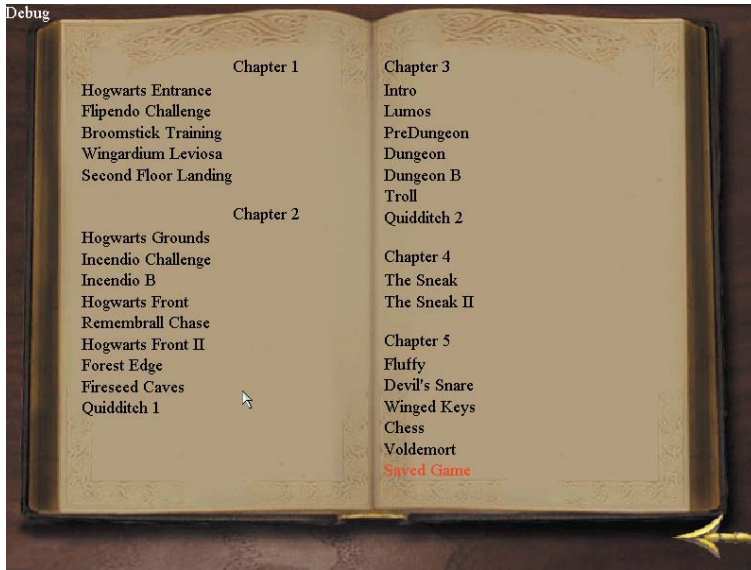 Debug
Chapter 1
Hogwarts Entrance
Flipendo Challenge
Broomstick Training
Wingardium Leviosa
Second Floor Landing
Chapter 2
Hogwarts Grounds
Incendio Challenge
Incendio B
Hogwarts Front
Remembrall Chase
Hogwarts Front II
Forest Edge
Fireseed Caves
Quidditch 1
Chapter 3
Intro
Lumos
PreDungeon
Dungeon
Dungeon B
Troll
Quidditch 2
Chapter 4
The Sneak
The Sneak II
Chapter 5
Fluffy
Devil's Snare
Winged Keys
Chess
Voldemort
Saved Game